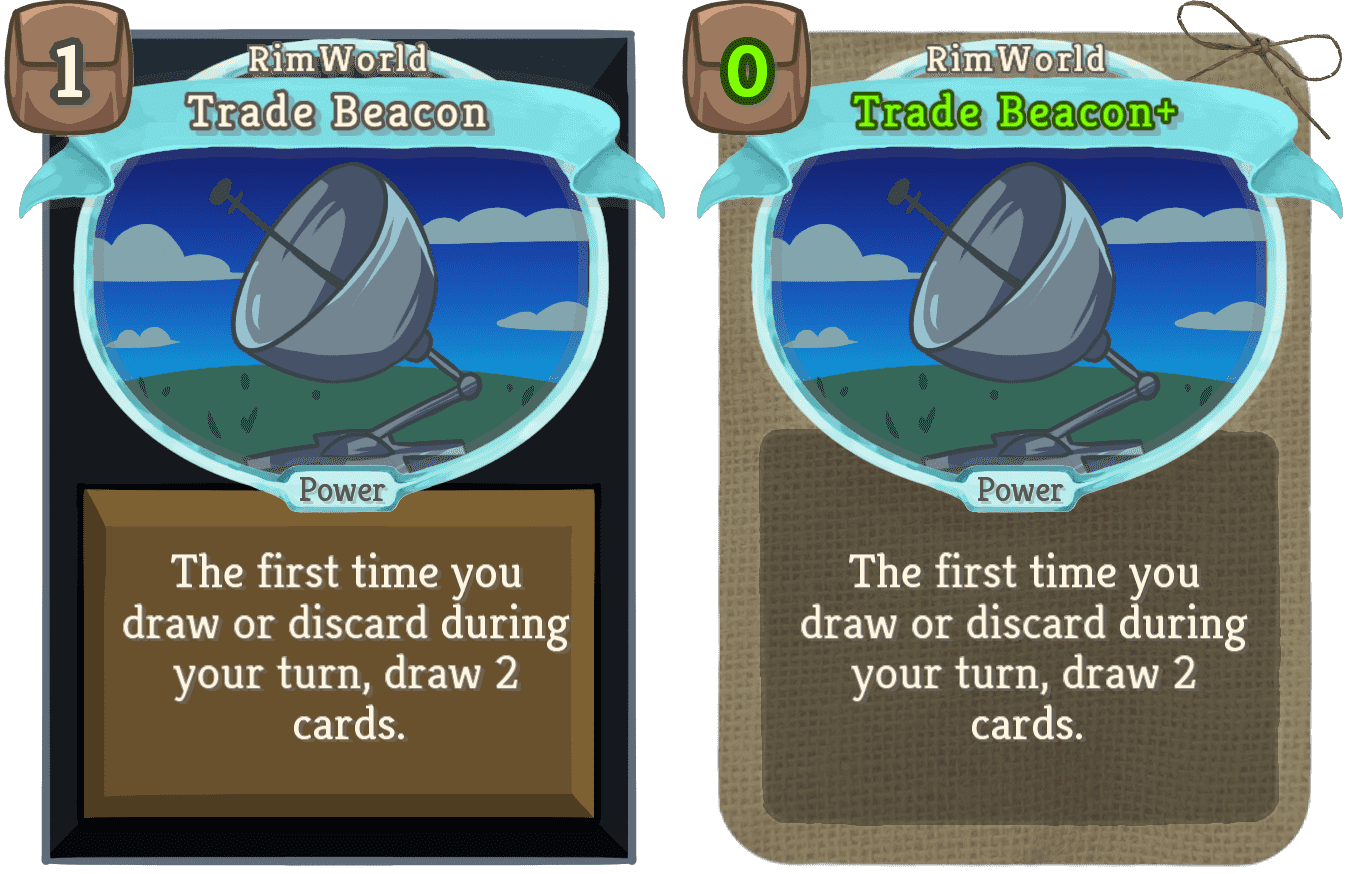 1
RimWorld
Trade Beacon
Power
The first time you
draw or discard during
your turn, draw 2
cards.
0
RimWorld
Trade Beacon+
Power
The first time you
draw or discard during
your turn, draw 2
cards.